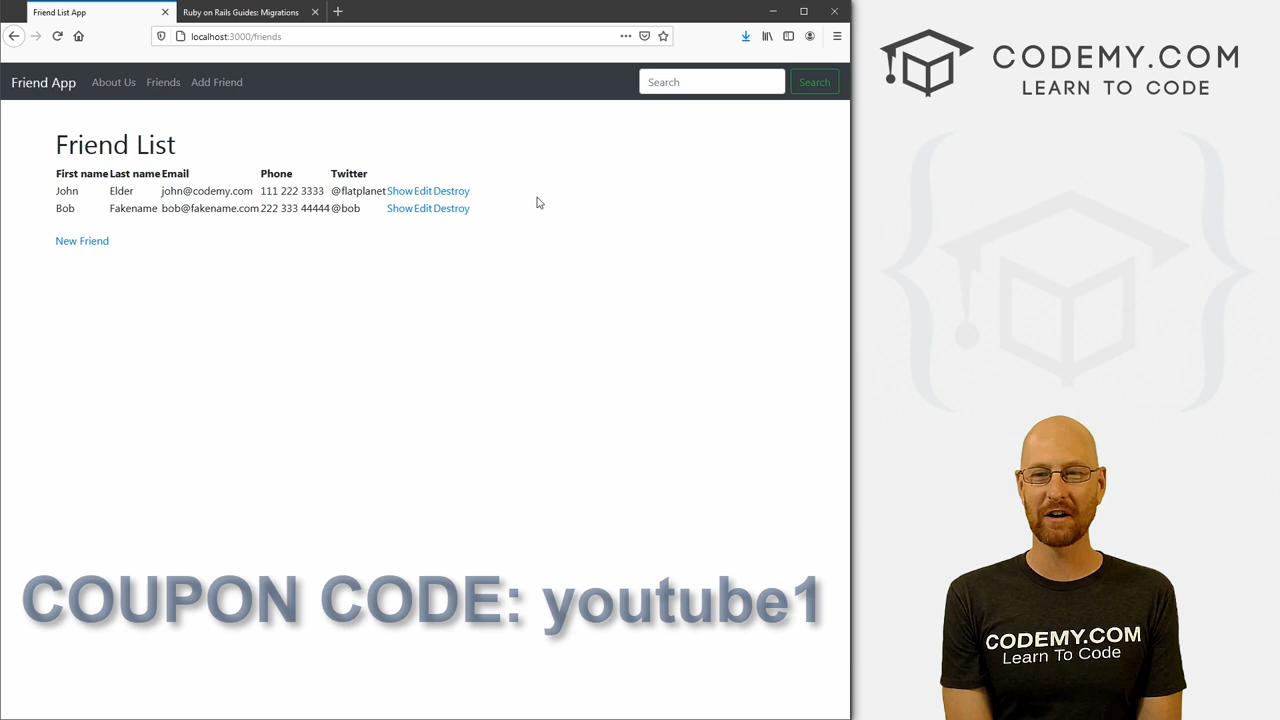 Friend List App
Ruby on Rails Guides: Migrations
localhost:3000/friends
Friend App About Us Friends Add Friend Search Search
Friend List
First name Last name Email Phone Twitter
John Elder john@codemy.com 111 222 3333 @flatplanet Show Edit Destroy
Bob Fakename bob@fakename.com 222 333 44444 @bob Show Edit Destroy
New Friend
COUPON CODE: youtube1
CODEMY.COM
LEARN TO CODE
CODEMY.COM
Learn To Code